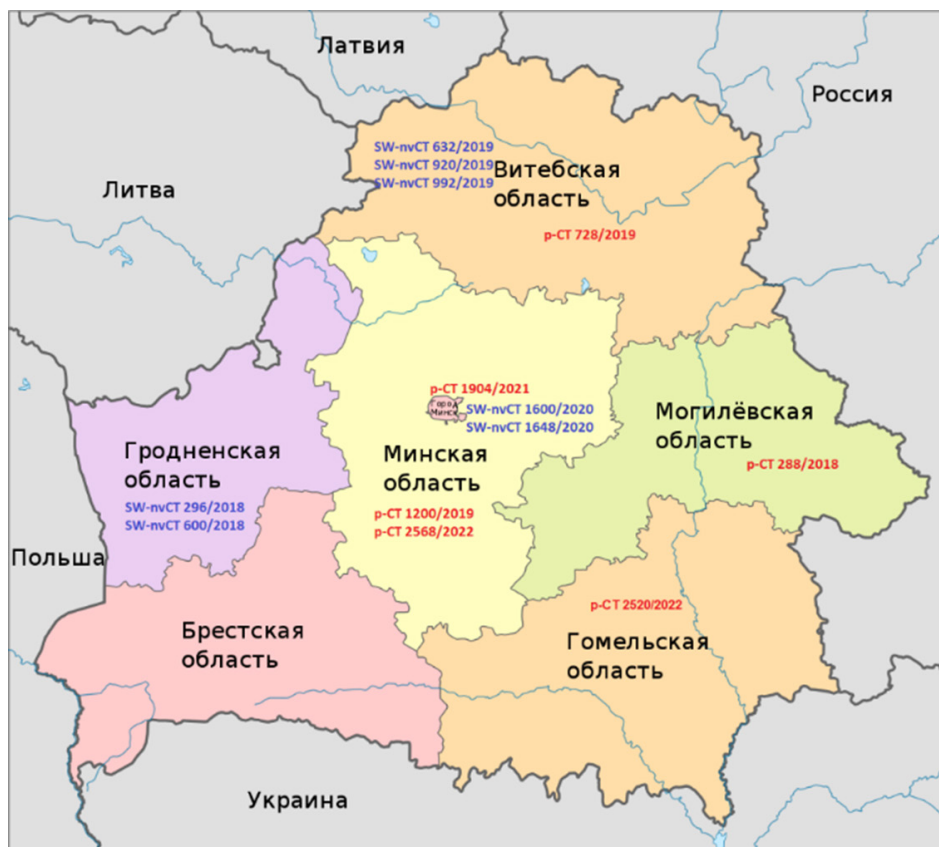 Латвия
Россия
Литва
SW-nvCT 632/2019
SW-nvCT 920/2019
SW-nvCT 992/2019
Витебская
область
p-CT 728/2019
p-CT 1904/2021
Город
Минск
SW-nvCT 1600/2020
SW-nvCT 1648/2020
Могилёвская
область
p-CT 288/2018
Гродненская
область
SW-nvCT 296/2018
SW-nvCT 600/2018
Минская
область
p-CT 1200/2019
p-CT 2568/2022
Польша
p-CT 2520/2022
Брестская
область
Гомельская
область
Украина